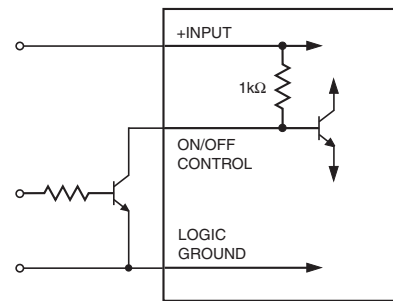 +INPUT
1kΩ
ON/OFF
CONTROL
LOGIC
GROUND